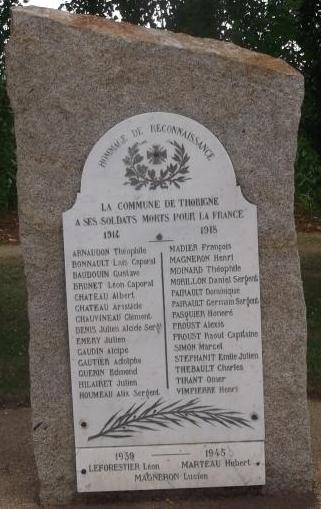 HOMMAGE DE RECONNAISSANCE
LA COMMUNE DE THORIGNE
A SES SOLDATS MORTS POUR LA FRANCE
1914 1918
ARNAUDON Théophile
BONNAULT Loïs Caporal
BAUDOUIN Gustave
BRUNET Léon Caporal
CHATEAU Albert
CHATEAU Aristide
CHAUVINEAU Clément
DENIS Julien Alcide Sergt
EMERY Julien
GAUDIN Alcipe
GAUTIER Adolphe
GUERIN Edmond
HILAIRET Julien
HOUMEAU Alix Sergent
MADIER François
MAGNERON Henri
MOINARD Théophile
MORILLON Daniel Sergent
PAIRAULT Dominique
PAIRAULT Germain Sergent
PASQUIER Honoré
PROUST Alexis
PROUST Raoul Capitaine
SIMON Marcel
STEPHANIT Emile Julien
THEBAULT Charles
TIRANT Omer
VIMPIERRE Henri
1939 — 1945
LEFORESTIER Léon — MARTEAU Hubert
MAGNERON Lucien